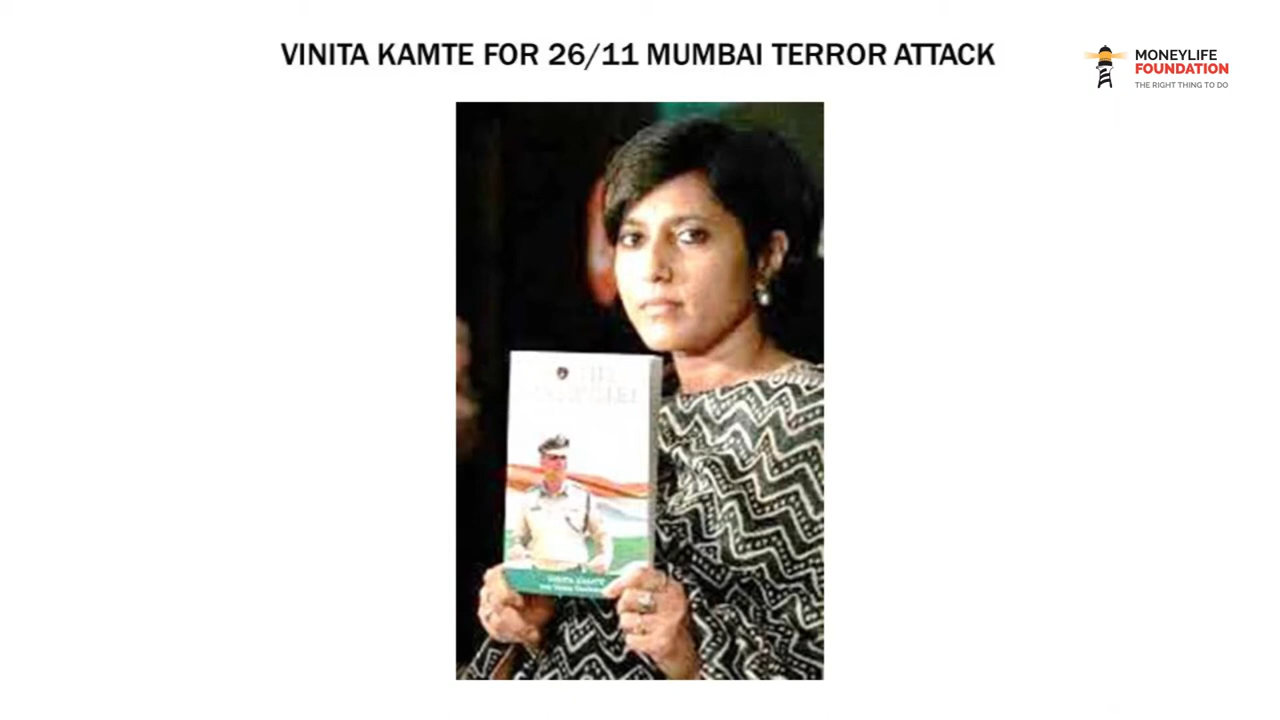 VINITA KAMTE FOR 26/11 MUMBAI TERROR ATTACK
MONEYLIFE
FOUNDATION
THE RIGHT THING TO DO
VINITA KAMTE